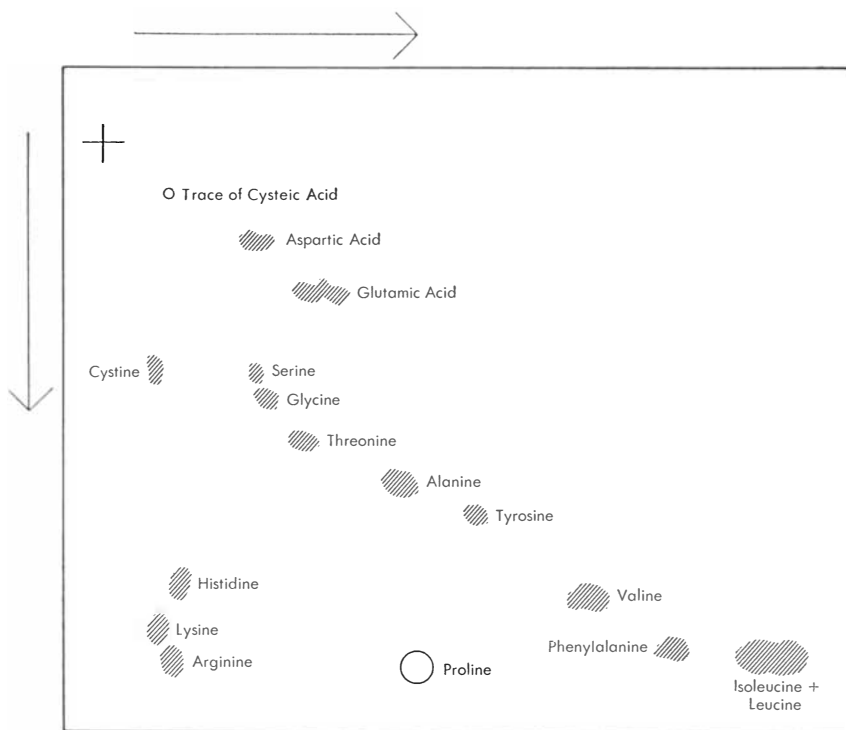 Trace of Cysteic Acid
Aspartic Acid
Glutamic Acid
Cystine
Serine
Glycine
Threonine
Alanine
Tyrosine
Histidine
Valine
Lysine
Phenylalanine
Arginine
Proline
Isoleucine +
Leucine